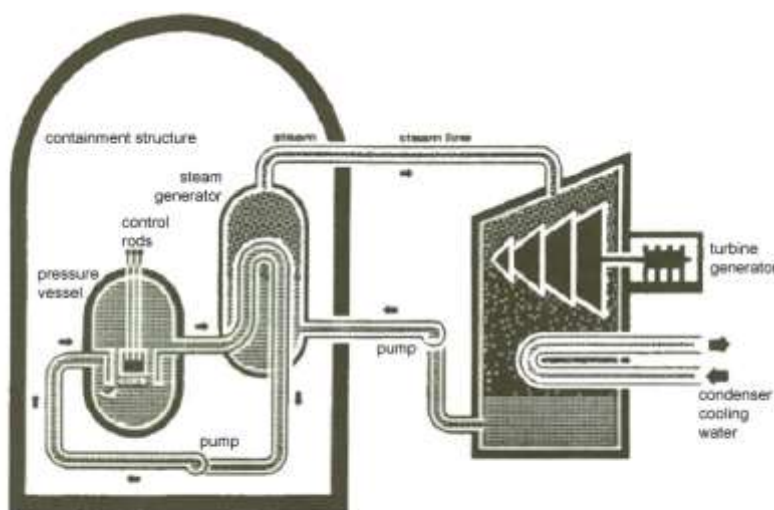 containment structure
steam
steam line
steam
generator
control
rods
pressure
vessel
turbine
generator
pump
condenser
cooling
water
pump